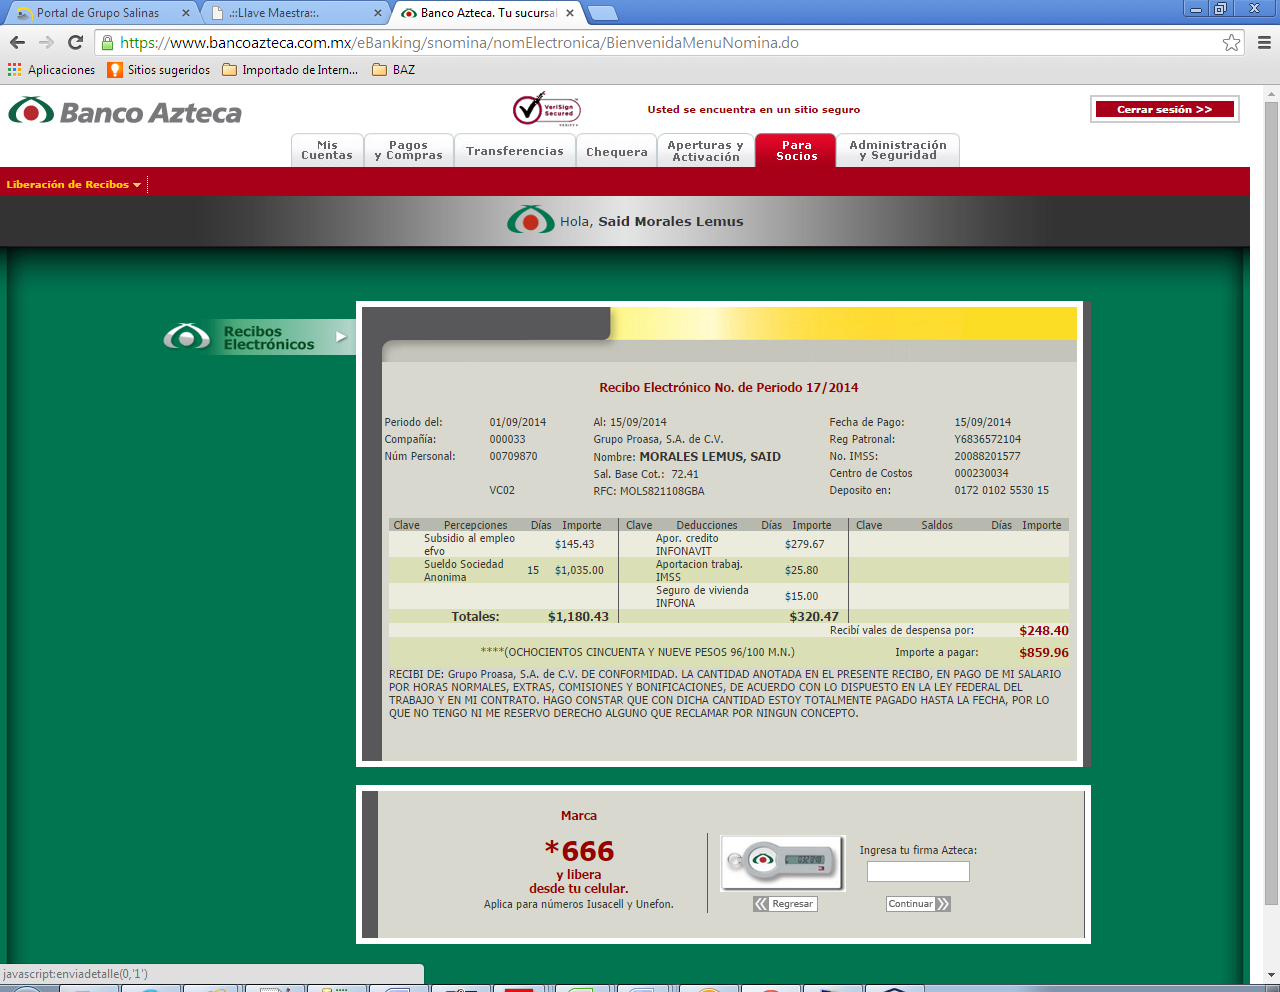 Portal de Grupo Salinas
.::Llave Maestra::.
Banco Azteca. Tu sucursal
https://www.bancoazteca.com.mx/eBanking/snomina/nomElectronica/BienvenidaMenuNomina.do
Aplicaciones Sitios sugeridos Importado de Intern... BAZ
Banco Azteca
VeriSign Secured
VERIFY
Usted se encuentra en un sitio seguro
Cerrar sesión >>
Mis Cuentas
Pagos y Compras
Transferencias
Chequera
Aperturas y Activación
Para Socios
Administración y Seguridad
Liberación de Recibos
Hola, Said Morales Lemus
Recibos
Electrónicos
Recibo Electrónico No. de Periodo 17/2014
Periodo del: 01/09/2014 Al: 15/09/2014 Fecha de Pago: 15/09/2014
Compañía: 000033 Grupo Proasa, S.A. de C.V. Reg Patronal: Y6836572104
Núm Personal: 00709870 Nombre: MORALES LEMUS, SAID No. IMSS: 20088201577
Sal. Base Cot.: 72.41 Centro de Costos 000230034
VC02 RFC: MOLS821108GBA Deposito en: 0172 0102 5530 15
Clave Percepciones Días Importe Clave Deducciones Días Importe Clave Saldos Días Importe
Subsidio al empleo efvo $145.43 Apor. credito INFONAVIT $279.67
Sueldo Sociedad Anonima 15 $1,035.00 Aportacion trabaj. IMSS $25.80
Seguro de vivienda INFONA $15.00
Totales: $1,180.43 $320.47
Recibí vales de despensa por: $248.40
****(OCHOCIENTOS CINCUENTA Y NUEVE PESOS 96/100 M.N.) Importe a pagar: $859.96
RECIBI DE: Grupo Proasa, S.A. de C.V. DE CONFORMIDAD. LA CANTIDAD ANOTADA EN EL PRESENTE RECIBO, EN PAGO DE MI SALARIO
POR HORAS NORMALES, EXTRAS, COMISIONES Y BONIFICACIONES, DE ACUERDO CON LO DISPUESTO EN LA LEY FEDERAL DEL
TRABAJO Y EN MI CONTRATO. HAGO CONSTAR QUE CON DICHA CANTIDAD ESTOY TOTALMENTE PAGADO HASTA LA FECHA, POR LO
QUE NO TENGO NI ME RESERVO DERECHO ALGUNO QUE RECLAMAR POR NINGUN CONCEPTO.
Marca
*666
y libera
desde tu celular.
Aplica para números Iusacell y Unefon.
Ingresa tu firma Azteca:
Regresar
Continuar
javascript:enviadetalle(0,'1')